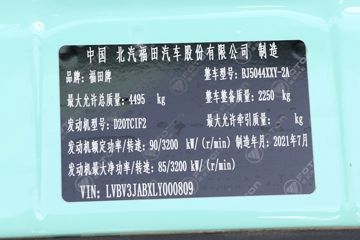 中国 北汽福田汽车股份有限公司 制造
品牌: 福田牌 整车型号: BJ5044XXY-2A
最大允许总质量: 4495 kg 整车整备质量: 2250 kg
发动机型号: D20TCIF2 最大允许牵引质量: -- kg
发动机额定功率/转速: 90/3200 kW/(r/min) 制造年月: 2021年7月
发动机最大净功率/转速: 85/3200 kW/(r/min)
VIN: LVBV3JABXLY000809